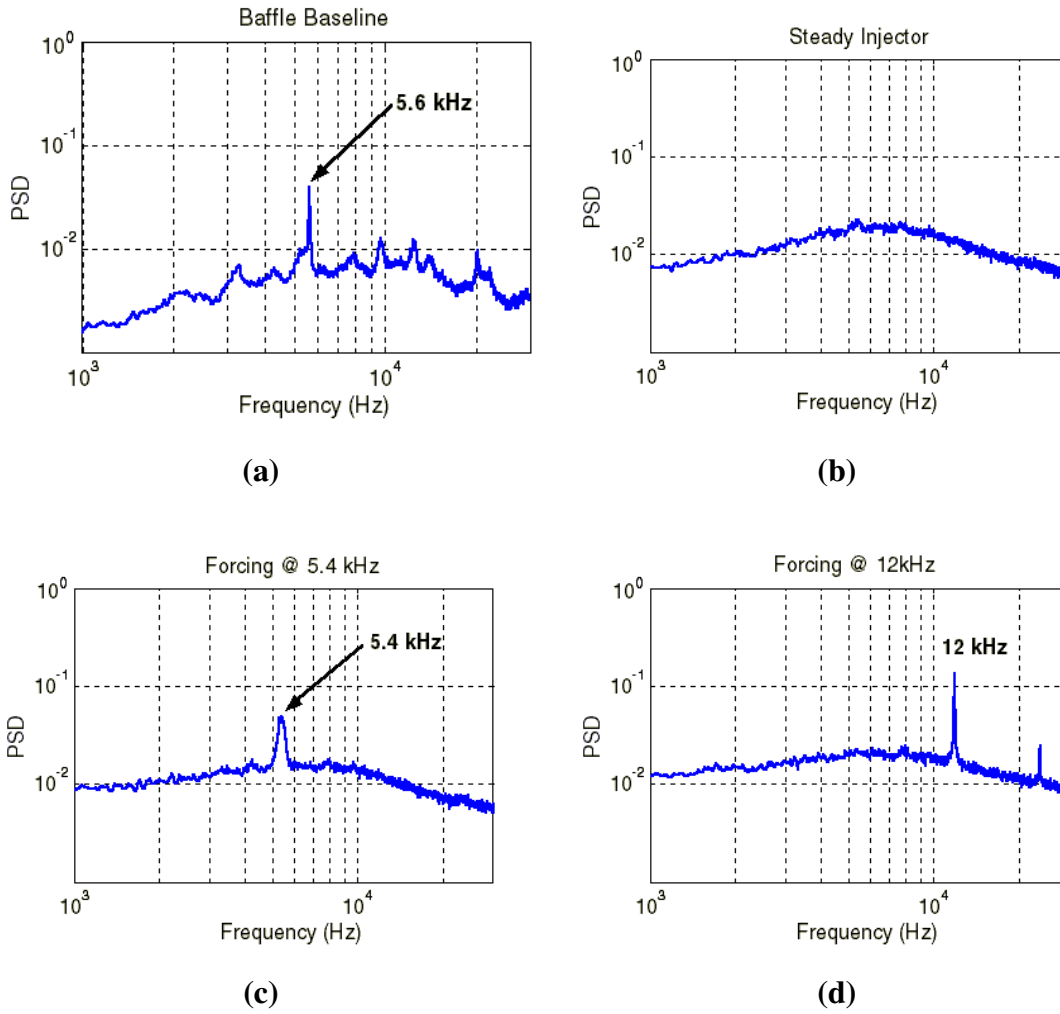 Baffle Baseline
10^0
5.6 kHz
10^-1
PSD
10^-2
10^3
10^4
Frequency (Hz)
(a)
Steady Injector
10^0
10^-1
PSD
10^-2
10^3
10^4
Frequency (Hz)
(b)
Forcing @ 5.4 kHz
10^0
5.4 kHz
10^-1
PSD
10^-2
10^3
10^4
Frequency (Hz)
(c)
Forcing @ 12kHz
10^0
12 kHz
10^-1
PSD
10^-2
10^3
10^4
Frequency (Hz)
(d)